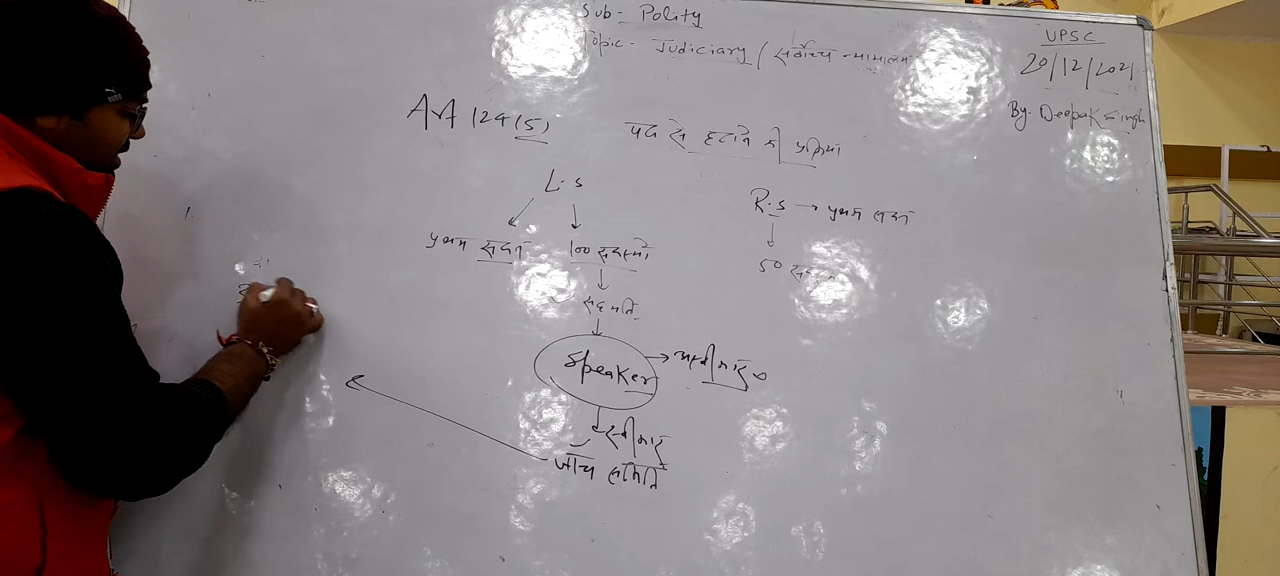 Sub- Polity
Topic- Judiciary / सर्वोच्च न्यायालय
UPSC
20/12/2021
By. Deepak Singh
Art 124 (5)
पद से हटाने की प्रक्रिया
L.S
R.S → प्रथम सदन
प्रथम सदन
100 सदस्यों
50
सहमति
Speaker → अस्वीकार
स्वीकार
जाँच समिति
PUMA